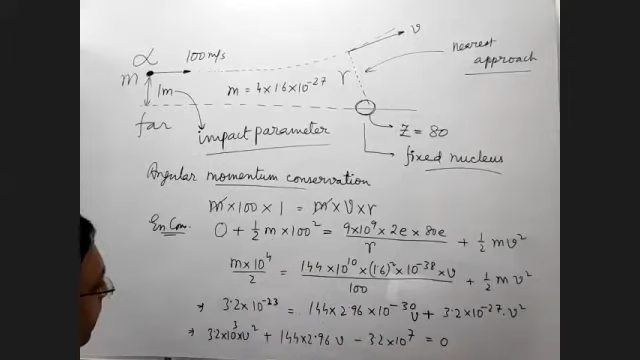 α
100 m/s
v
nearest approach
m
1m
m = 4×1.6×10⁻²⁷
r
far
impact parameter
Z = 80
fixed nucleus
Angular momentum conservation
m×100×1 = m×v×r
En Con.
0 + 1/2 m×100² = 9×10⁹×2e×80e / r + 1/2 mv²
m×10⁴ / 2 = 144×10¹⁰×(1.6)²×10⁻³⁸×v / 100 + 1/2 m v²
→ 3.2×10⁻²³ = 144×2.96×10⁻³⁰ v + 3.2×10⁻²⁷.v²
→ 3.2×10³×v² + 144×2.96 v − 3.2×10⁷ = 0